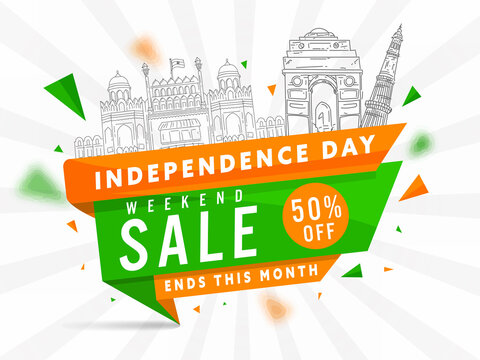 INDEPENDENCE DAY
WEEKEND
SALE
50%
OFF
ENDS THIS MONTH